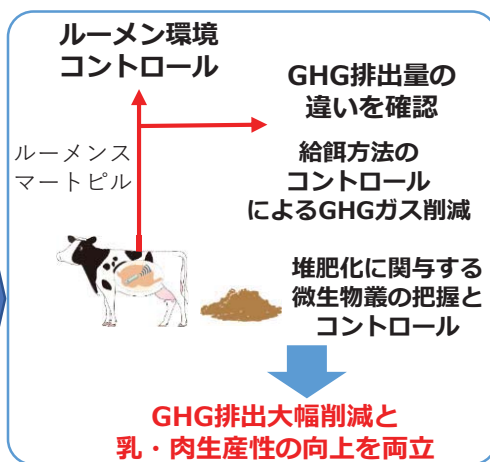 ルーメン環境
コントロール
GHG排出量の
違いを確認
ルーメンス
マートピル
給餌方法の
コントロール
によるGHGガス削減
堆肥化に関与する
微生物叢の把握と
コントロール
GHG排出大幅削減と
乳・肉生産性の向上を両立